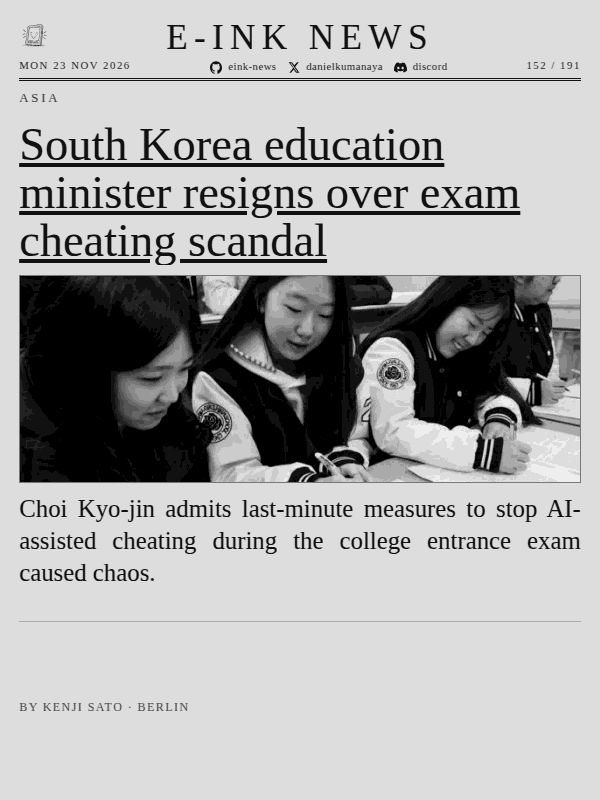 E-INK NEWS
MON 23 NOV 2026
eink-news
danielkumanaya
discord
152 / 191
ASIA
South Korea education
minister resigns over exam
cheating scandal
Choi Kyo-jin admits last-minute measures to stop AI-
assisted cheating during the college entrance exam
caused chaos.
BY KENJI SATO · BERLIN